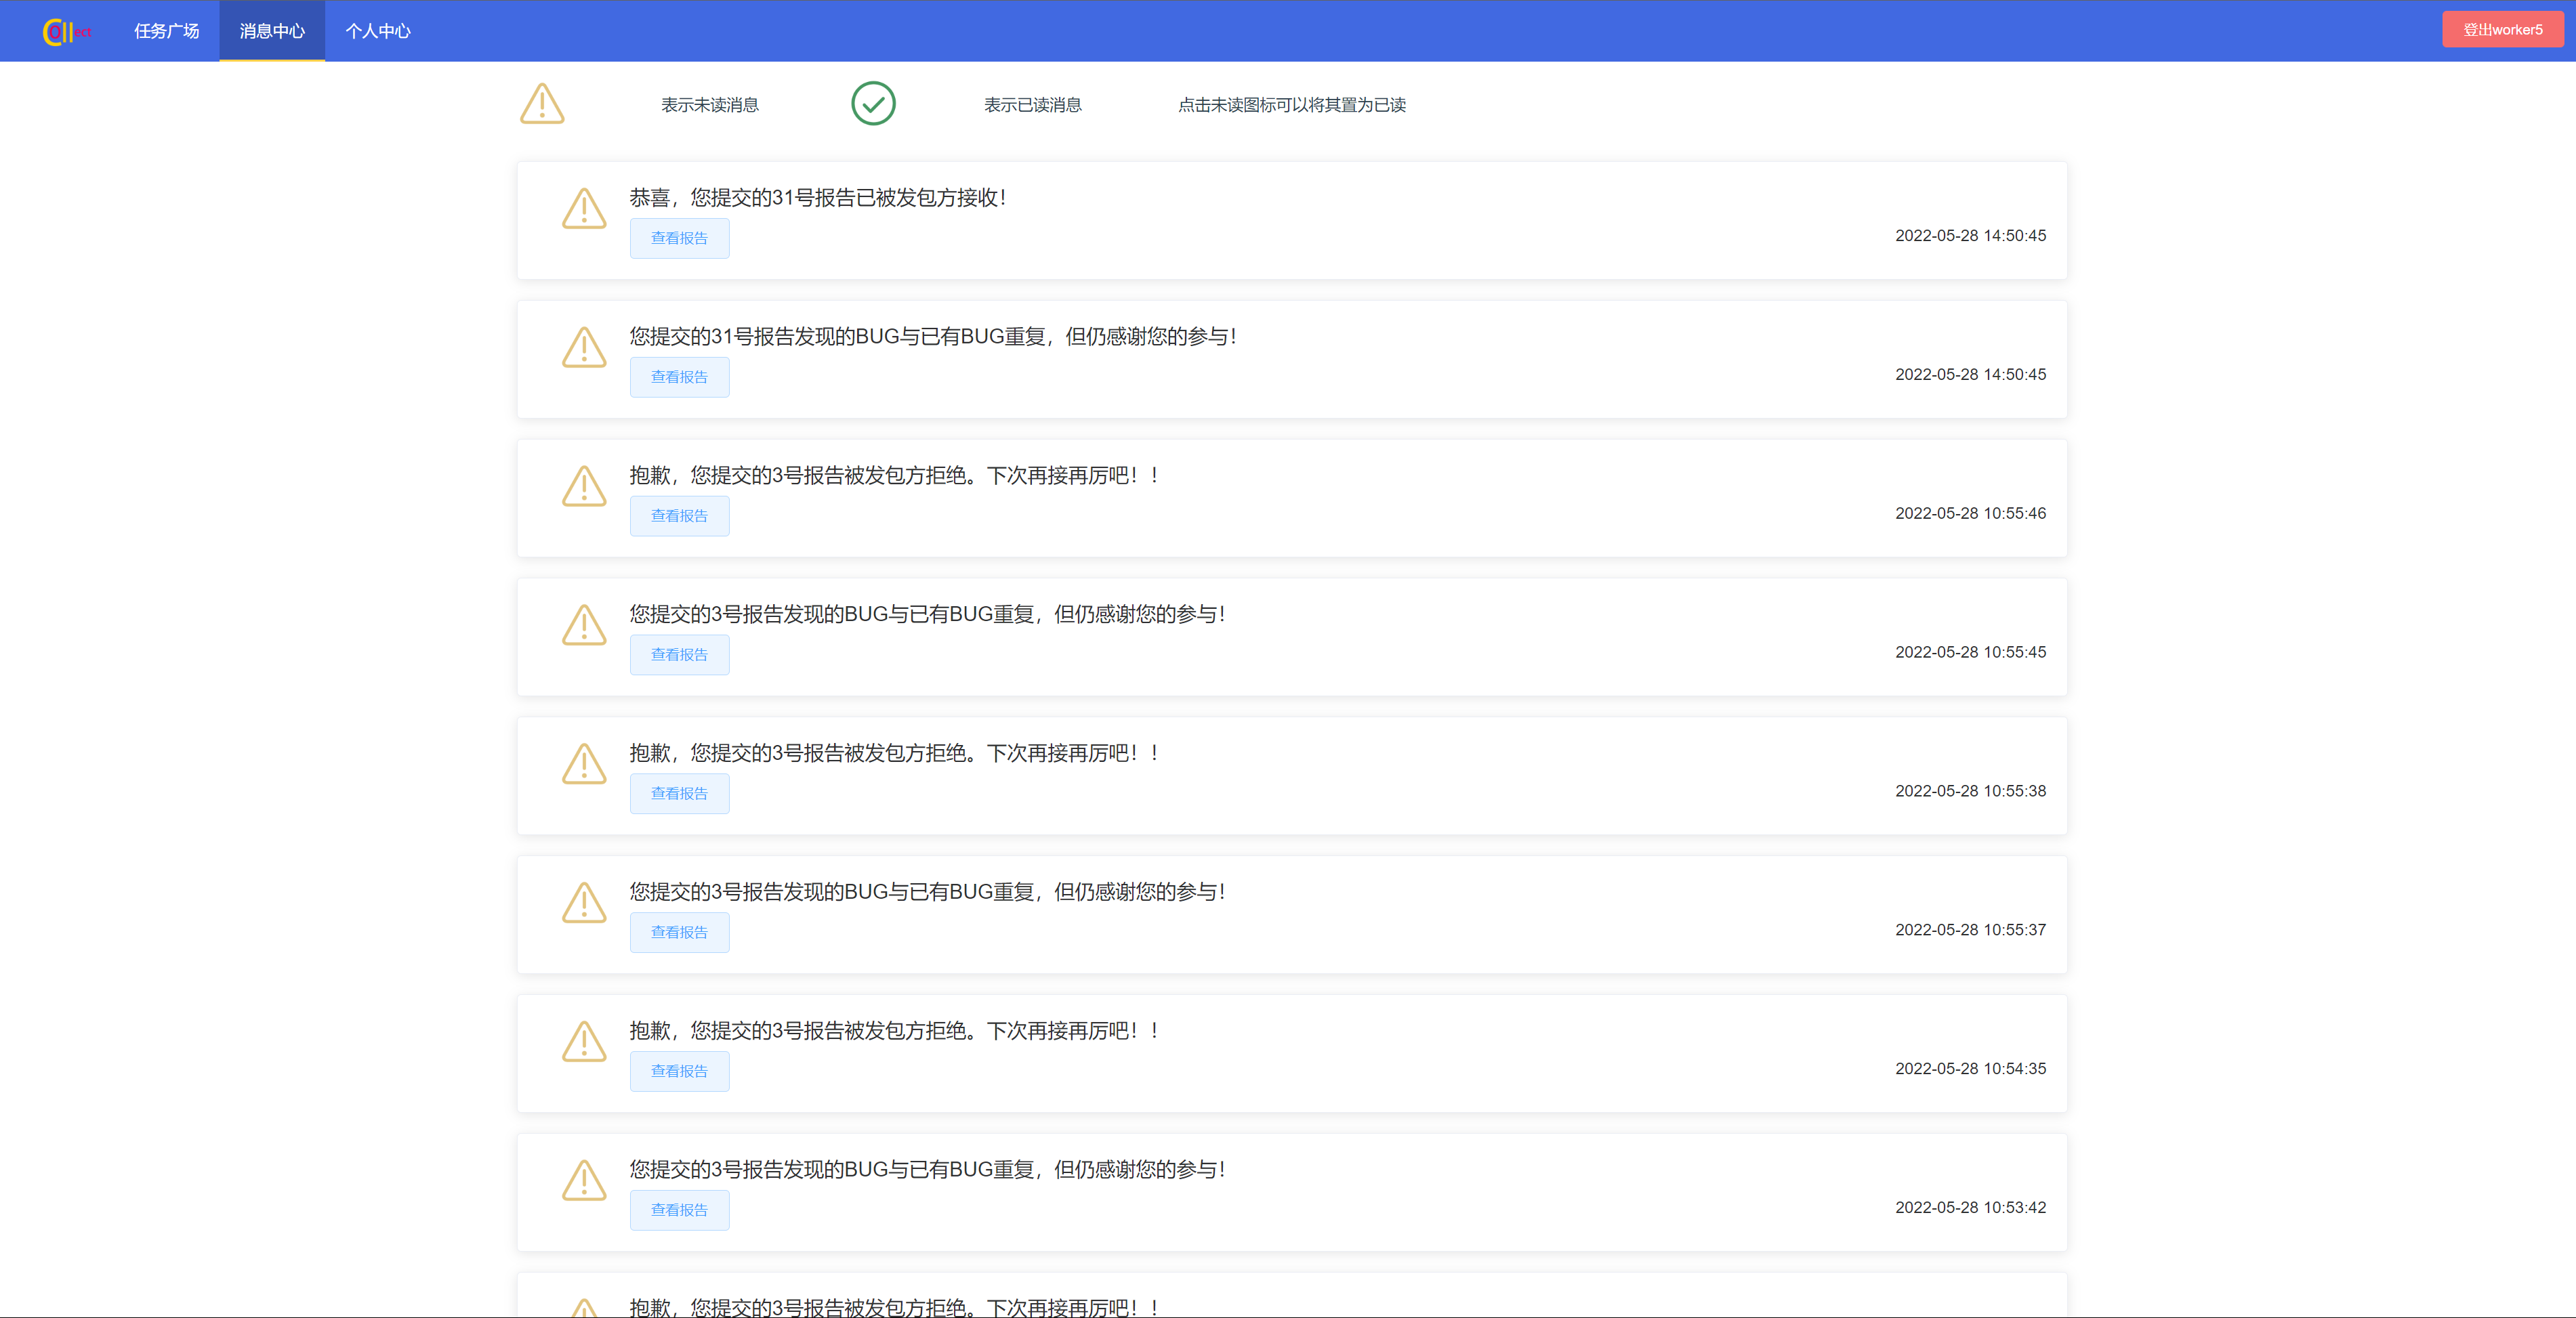 Collect 任务广场 消息中心 个人中心 登出worker5
表示未读消息 表示已读消息 点击未读图标可以将其置为已读
恭喜，您提交的31号报告已被发包方接收！
查看报告 2022-05-28 14:50:45
您提交的31号报告发现的BUG与已有BUG重复，但仍感谢您的参与！
查看报告 2022-05-28 14:50:45
抱歉，您提交的3号报告被发包方拒绝。下次再接再厉吧！！
查看报告 2022-05-28 10:55:46
您提交的3号报告发现的BUG与已有BUG重复，但仍感谢您的参与！
查看报告 2022-05-28 10:55:45
抱歉，您提交的3号报告被发包方拒绝。下次再接再厉吧！！
查看报告 2022-05-28 10:55:38
您提交的3号报告发现的BUG与已有BUG重复，但仍感谢您的参与！
查看报告 2022-05-28 10:55:37
抱歉，您提交的3号报告被发包方拒绝。下次再接再厉吧！！
查看报告 2022-05-28 10:54:35
您提交的3号报告发现的BUG与已有BUG重复，但仍感谢您的参与！
查看报告 2022-05-28 10:53:42
抱歉，您提交的3号报告被发包方拒绝。下次再接再厉吧！！